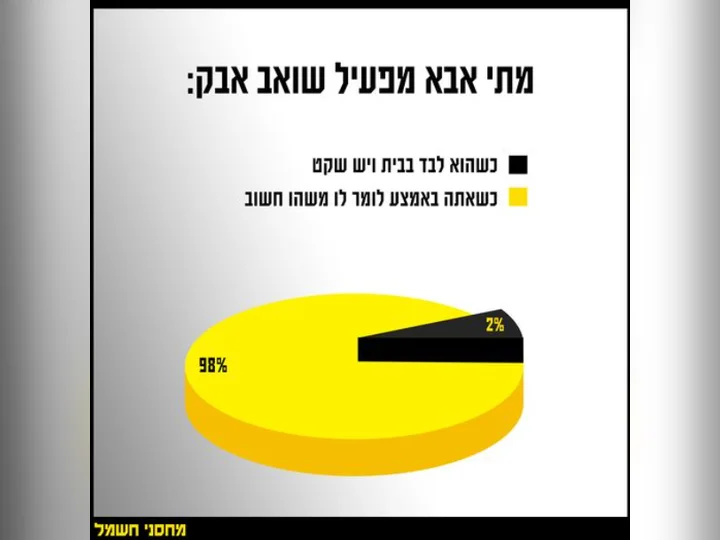 מתי אבא מפעיל שואב אבק:
כשהוא לבד בבית ויש שקט
כשאתה באמצע לומר לו משהו חשוב
2%
98%
מחסני חשמל